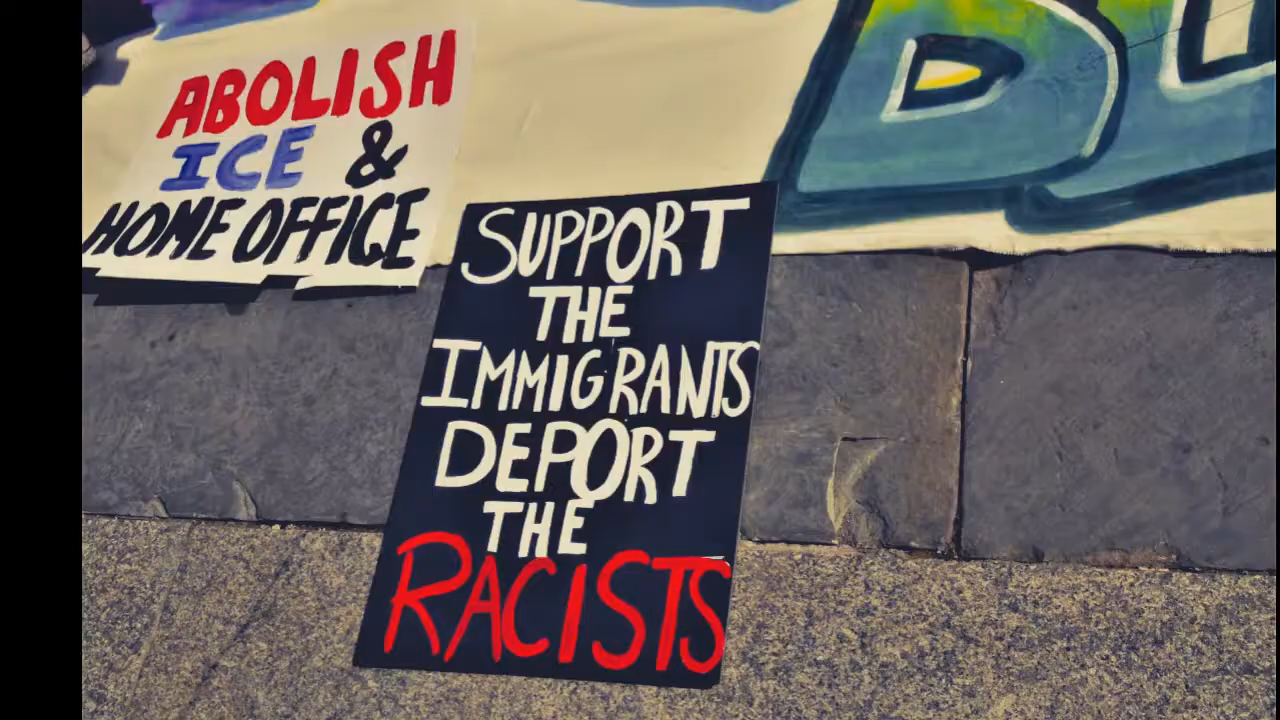 ABOLISH
ICE &
HOME OFFICE
SUPPORT
THE
IMMIGRANTS
DEPORT
THE
RACISTS